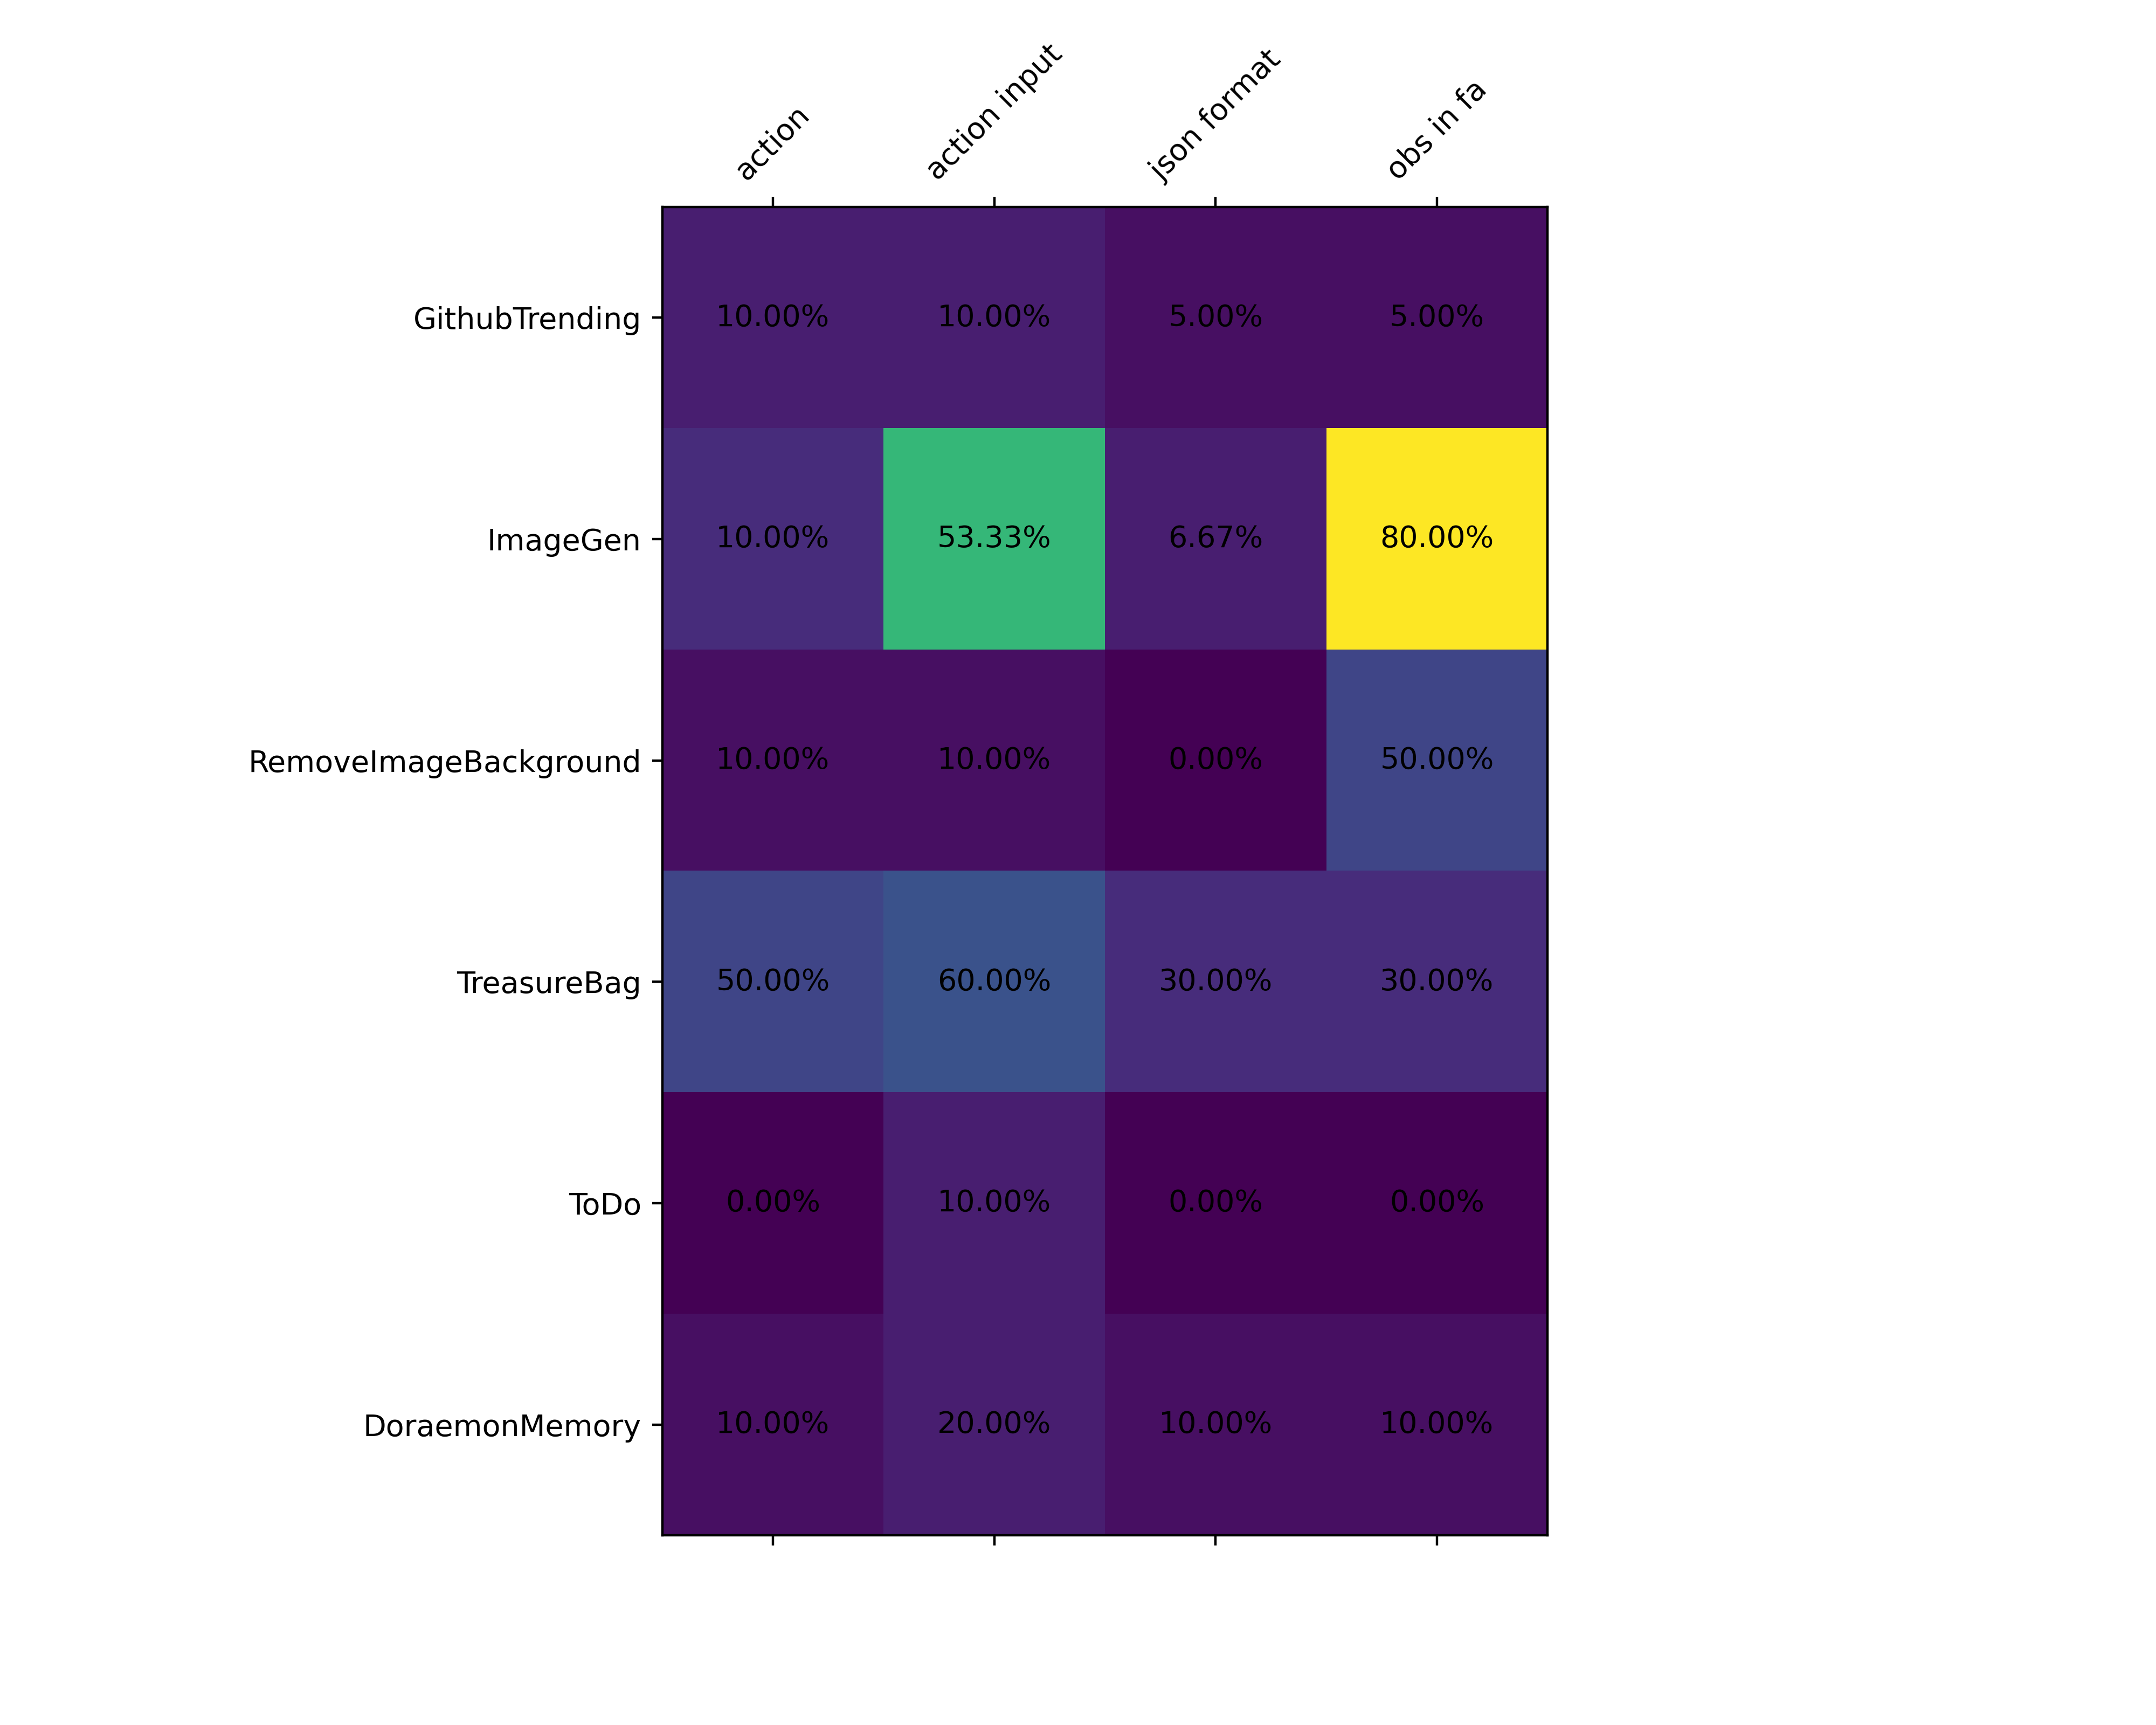 action action input json format obs in fa
GithubTrending 10.00% 10.00% 5.00% 5.00%
ImageGen 10.00% 53.33% 6.67% 80.00%
RemoveImageBackground 10.00% 10.00% 0.00% 50.00%
TreasureBag 50.00% 60.00% 30.00% 30.00%
ToDo 0.00% 10.00% 0.00% 0.00%
DoraemonMemory 10.00% 20.00% 10.00% 10.00%